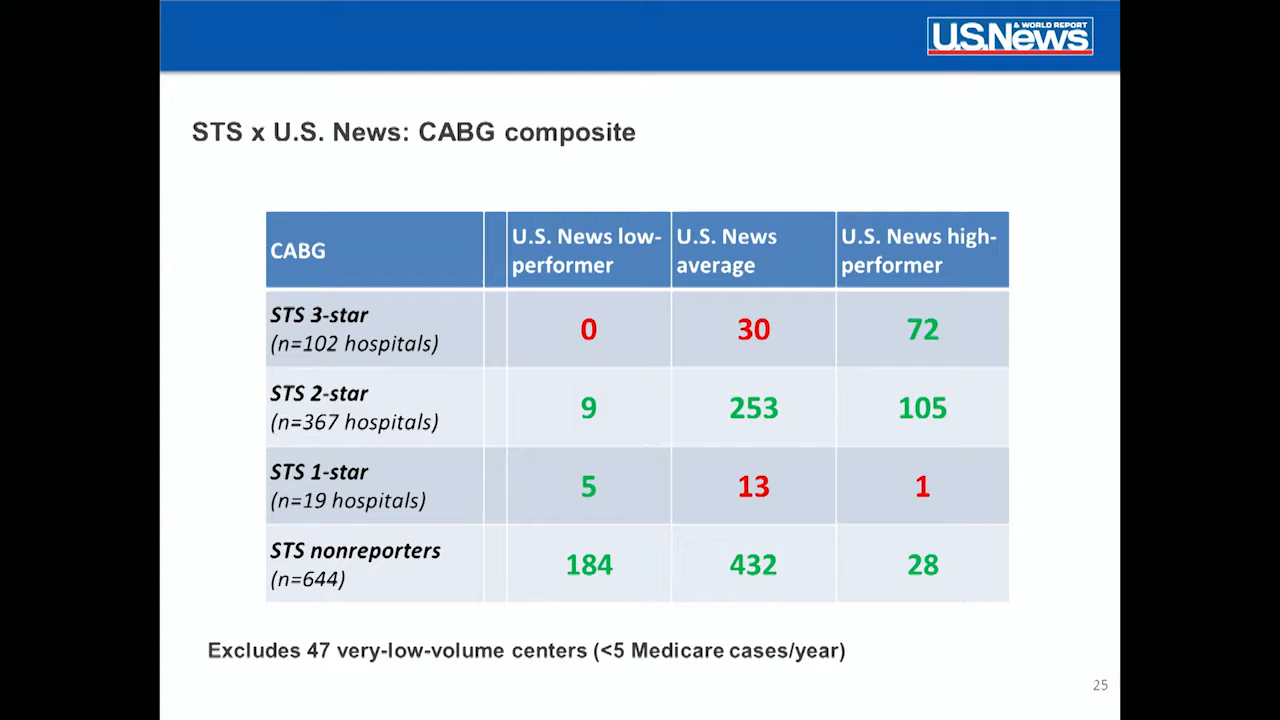 & WORLD REPORT
U.S.News
STS x U.S. News: CABG composite
CABG
U.S. News low-
performer
U.S. News
average
U.S. News high-
performer
STS 3-star
(n=102 hospitals)
0
30
72
STS 2-star
(n=367 hospitals)
9
253
105
STS 1-star
(n=19 hospitals)
5
13
1
STS nonreporters
(n=644)
184
432
28
Excludes 47 very-low-volume centers (<5 Medicare cases/year)
25